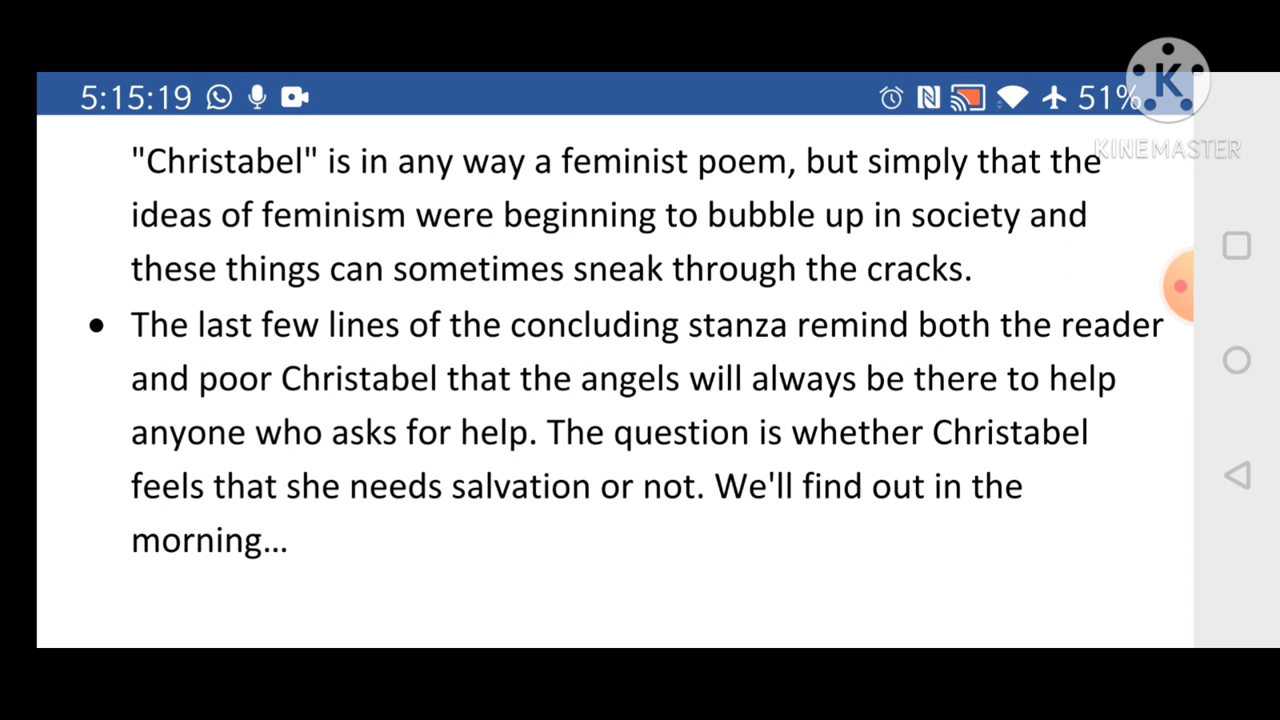 5:15:19 51%
K
KINEMASTER
"Christabel" is in any way a feminist poem, but simply that the
ideas of feminism were beginning to bubble up in society and
these things can sometimes sneak through the cracks.
• The last few lines of the concluding stanza remind both the reader
and poor Christabel that the angels will always be there to help
anyone who asks for help. The question is whether Christabel
feels that she needs salvation or not. We'll find out in the
morning...